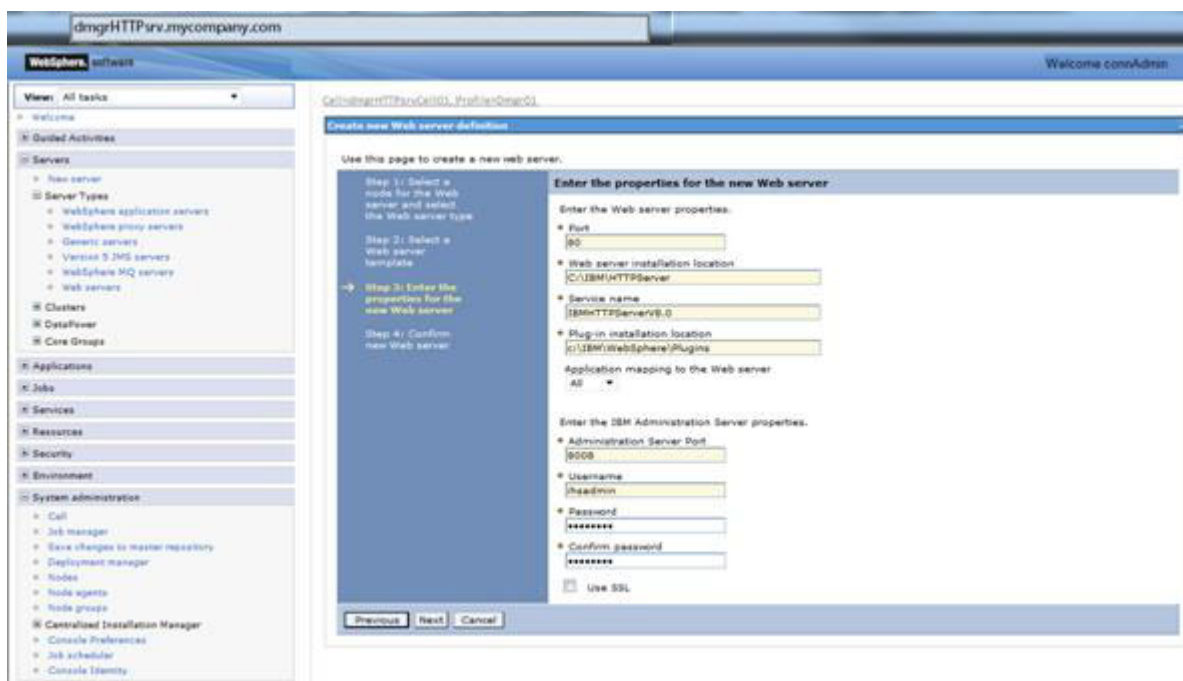 dmgrHTTPsrv.mycompany.com
WebSphere. software
Welcome connAdmin
View: All tasks
Welcome
Guided Activities
Servers
New server
Server Types
WebSphere application servers
WebSphere proxy servers
Generic servers
Version 5 JMS servers
WebSphere MQ servers
Web servers
Clusters
DataPower
Core Groups
Applications
Jobs
Services
Resources
Security
Environment
System administration
Cell
Job manager
Save changes to master repository
Deployment manager
Nodes
Node agents
Node groups
Centralized Installation Manager
Console Preferences
Job scheduler
Console Identity
Cell=dmgrHTTPsrvCell01, Profile=Dmgr01
Create new Web server definition
Use this page to create a new web server.
Step 1: Select a
node for the Web
server and select
the Web server type
Step 2: Select a
Web server
template
Step 3: Enter the
properties for the
new Web server
Step 4: Confirm
new Web server
Enter the properties for the new Web server
Enter the Web server properties.
* Port
80
* Web server installation location
C:\IBM\HTTPServer
* Service name
IBMHTTPServerV8.0
* Plug-in installation location
c:\IBM\WebSphere\Plugins
Application mapping to the Web server
All
Enter the IBM Administration Server properties.
* Administration Server Port
8008
* Username
ihsadmin
* Password
* Confirm password
Use SSL
Previous Next Cancel